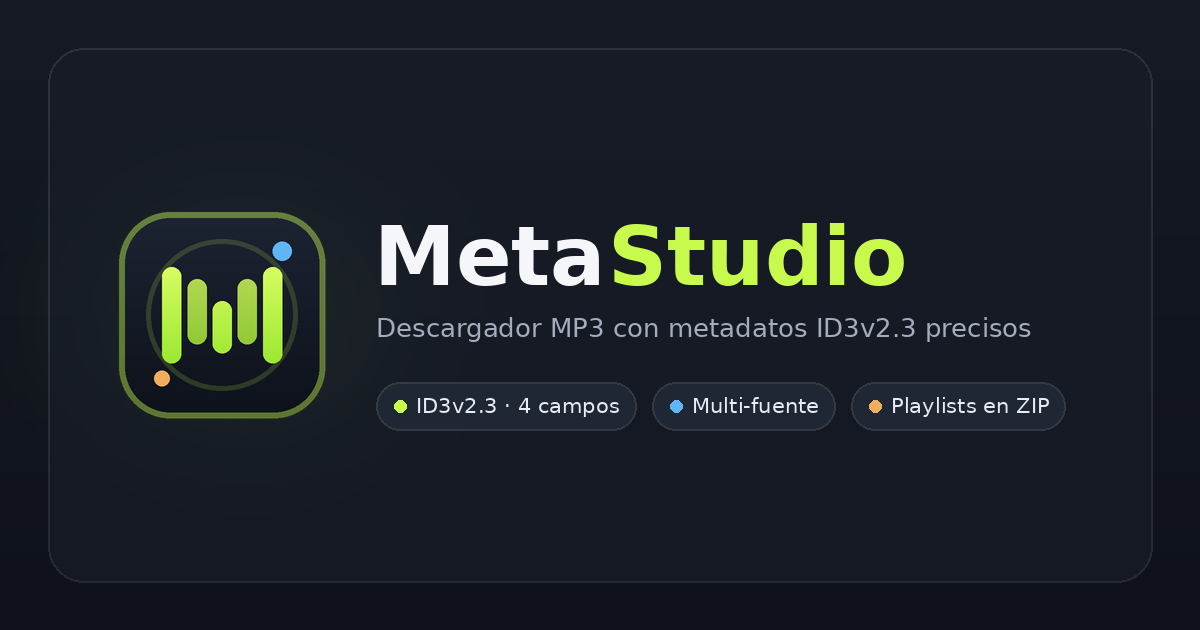 MetaStudio
Descargador MP3 con metadatos ID3v2.3 precisos
ID3v2.3 · 4 campos
Multi-fuente
Playlists en ZIP